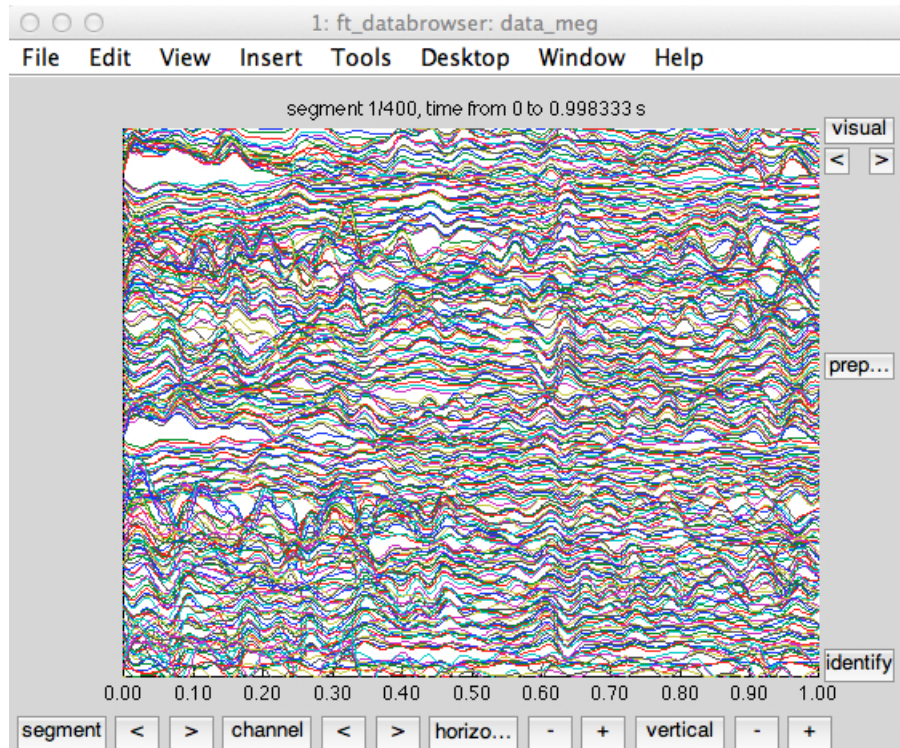 1: ft_databrowser: data_meg
File Edit View Insert Tools Desktop Window Help
segment 1/400, time from 0 to 0.998333 s
visual
< >
prep...
identify
0.00 0.10 0.20 0.30 0.40 0.50 0.60 0.70 0.80 0.90 1.00
segment < > channel < > horizo... - + vertical - +